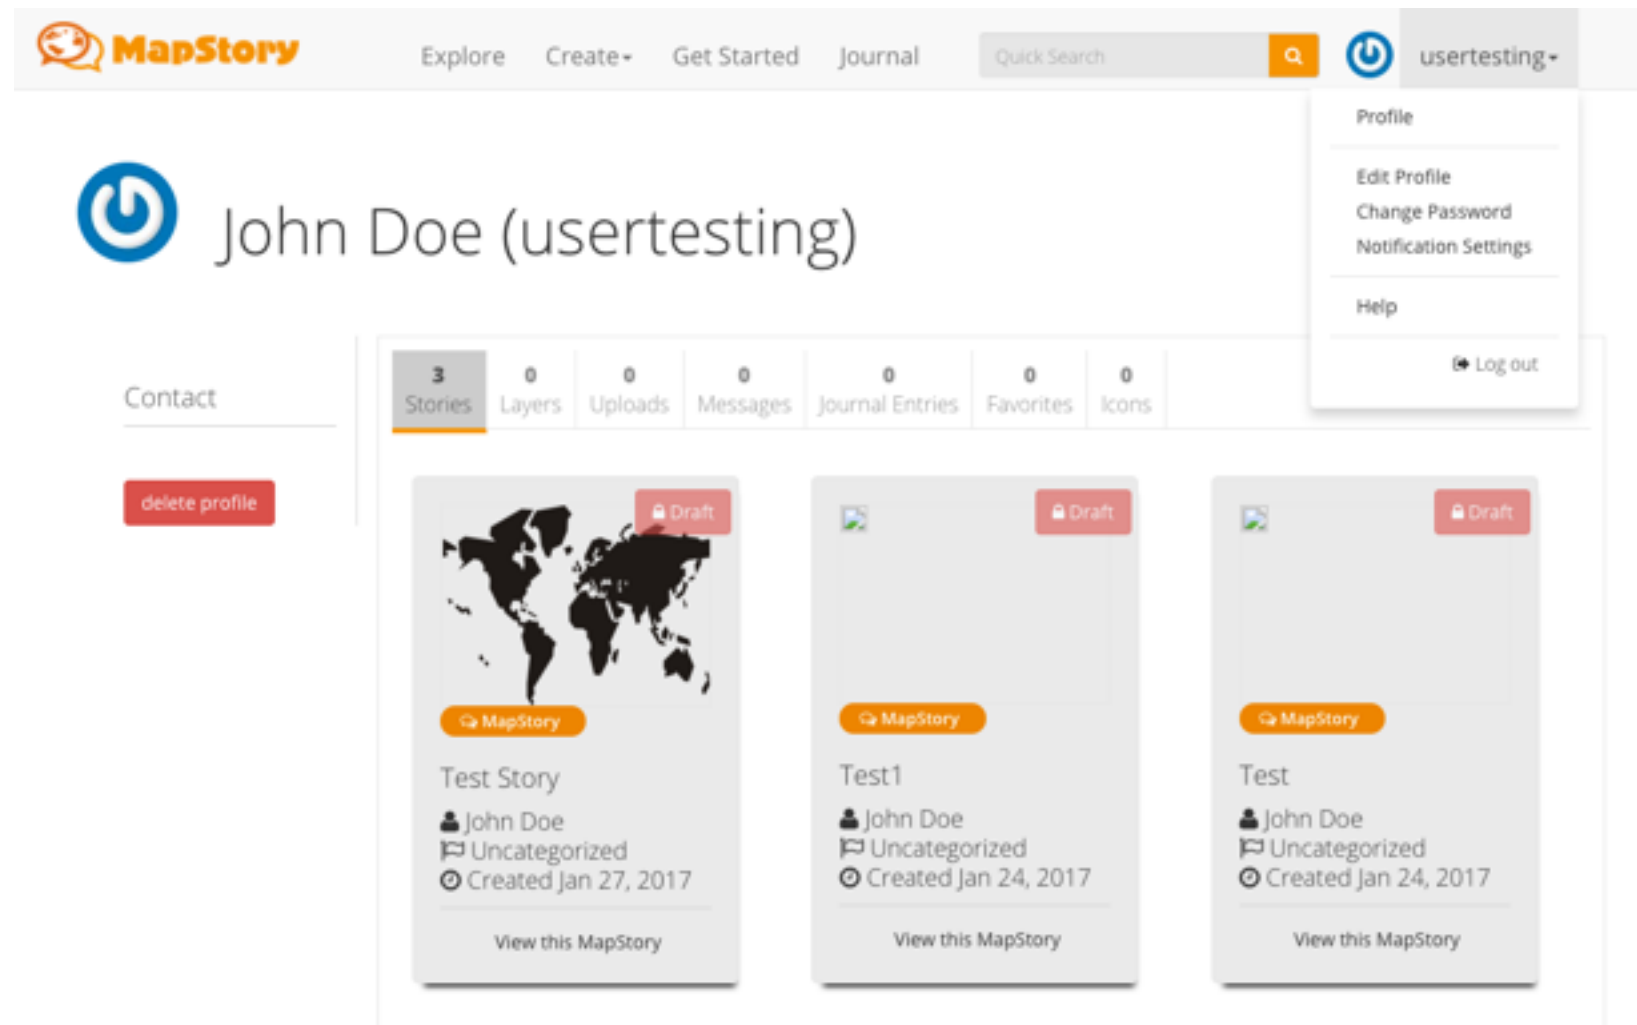 MapStory
Explore Create Get Started Journal Quick Search usertesting
Profile
Edit Profile
Change Password
Notification Settings
Help
Log out
John Doe (usertesting)
Contact
delete profile
3 0 0 0 0 0 0
Stories Layers Uploads Messages Journal Entries Favorites Icons
Draft Draft Draft
MapStory MapStory MapStory
Test Story Test1 Test
John Doe John Doe John Doe
Uncategorized Uncategorized Uncategorized
Created Jan 27, 2017 Created Jan 24, 2017 Created Jan 24, 2017
View this MapStory View this MapStory View this MapStory